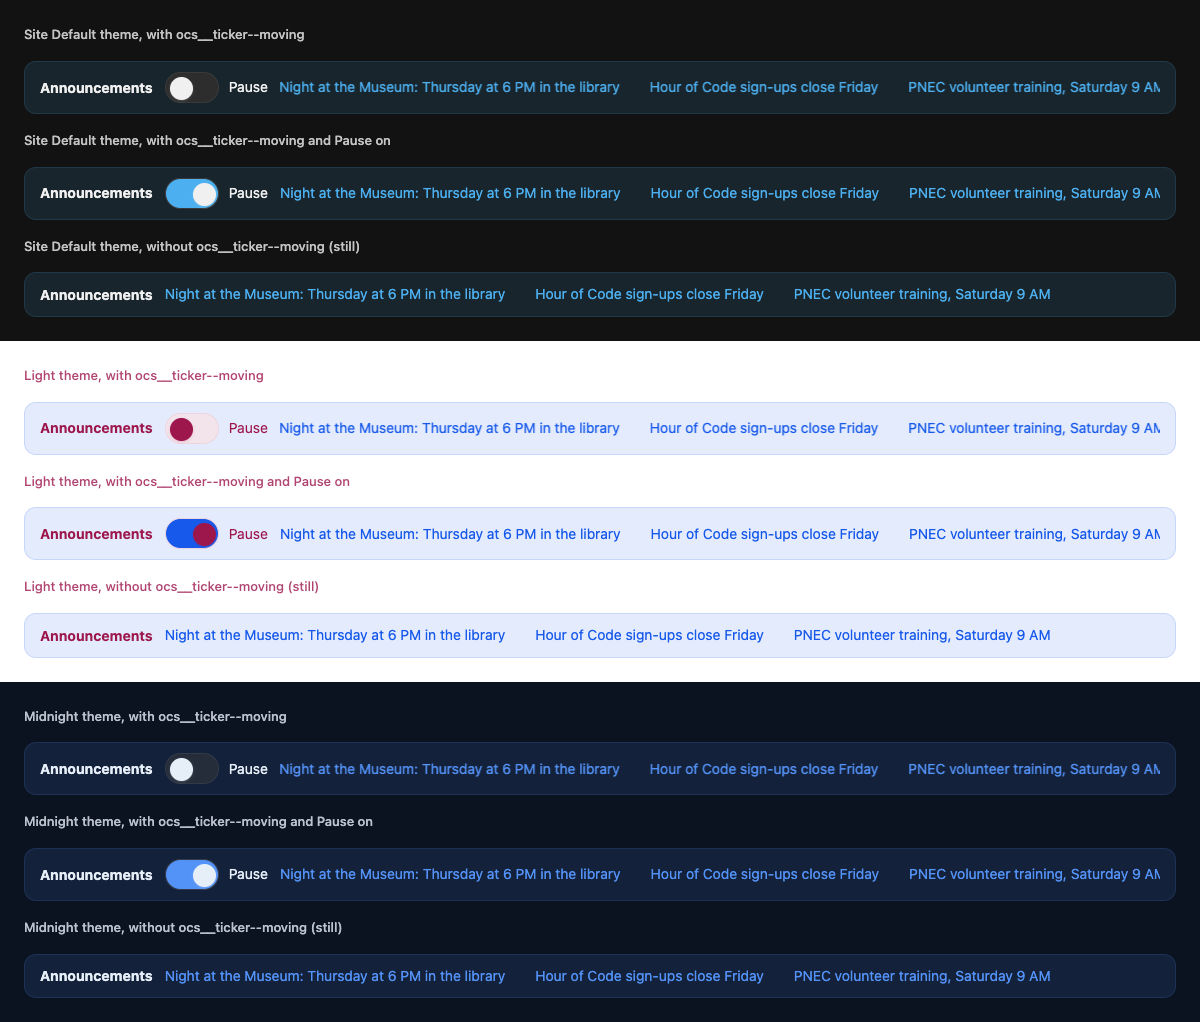 Site Default theme, with ocs__ticker--moving
Announcements Pause Night at the Museum: Thursday at 6 PM in the library Hour of Code sign-ups close Friday PNEC volunteer training, Saturday 9 AM
Site Default theme, with ocs__ticker--moving and Pause on
Announcements Pause Night at the Museum: Thursday at 6 PM in the library Hour of Code sign-ups close Friday PNEC volunteer training, Saturday 9 AM
Site Default theme, without ocs__ticker--moving (still)
Announcements Night at the Museum: Thursday at 6 PM in the library Hour of Code sign-ups close Friday PNEC volunteer training, Saturday 9 AM
Light theme, with ocs__ticker--moving
Announcements Pause Night at the Museum: Thursday at 6 PM in the library Hour of Code sign-ups close Friday PNEC volunteer training, Saturday 9 AM
Light theme, with ocs__ticker--moving and Pause on
Announcements Pause Night at the Museum: Thursday at 6 PM in the library Hour of Code sign-ups close Friday PNEC volunteer training, Saturday 9 AM
Light theme, without ocs__ticker--moving (still)
Announcements Night at the Museum: Thursday at 6 PM in the library Hour of Code sign-ups close Friday PNEC volunteer training, Saturday 9 AM
Midnight theme, with ocs__ticker--moving
Announcements Pause Night at the Museum: Thursday at 6 PM in the library Hour of Code sign-ups close Friday PNEC volunteer training, Saturday 9 AM
Midnight theme, with ocs__ticker--moving and Pause on
Announcements Pause Night at the Museum: Thursday at 6 PM in the library Hour of Code sign-ups close Friday PNEC volunteer training, Saturday 9 AM
Midnight theme, without ocs__ticker--moving (still)
Announcements Night at the Museum: Thursday at 6 PM in the library Hour of Code sign-ups close Friday PNEC volunteer training, Saturday 9 AM